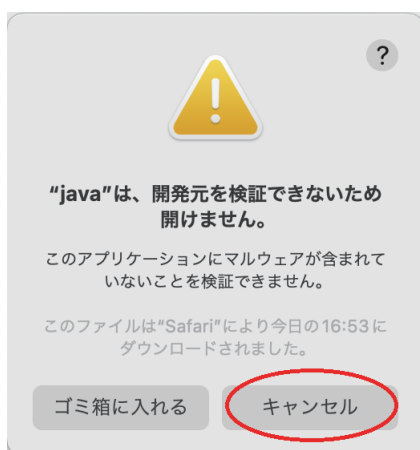 ?
“java”は、開発元を検証できないため
開けません。
このアプリケーションにマルウェアが含まれて
いないことを検証できません。
このファイルは“Safari”により今日の16:53に
ダウンロードされました。
ゴミ箱に入れる
キャンセル